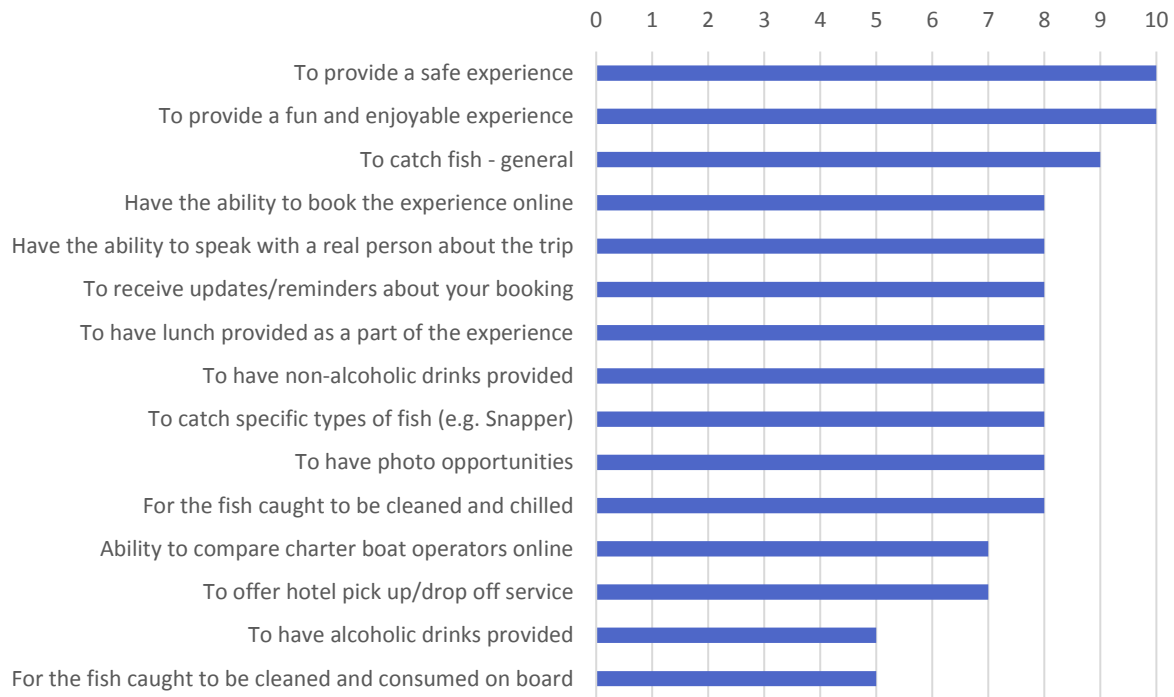 0 1 2 3 4 5 6 7 8 9 10
To provide a safe experience
To provide a fun and enjoyable experience
To catch fish - general
Have the ability to book the experience online
Have the ability to speak with a real person about the trip
To receive updates/reminders about your booking
To have lunch provided as a part of the experience
To have non-alcoholic drinks provided
To catch specific types of fish (e.g. Snapper)
To have photo opportunities
For the fish caught to be cleaned and chilled
Ability to compare charter boat operators online
To offer hotel pick up/drop off service
To have alcoholic drinks provided
For the fish caught to be cleaned and consumed on board